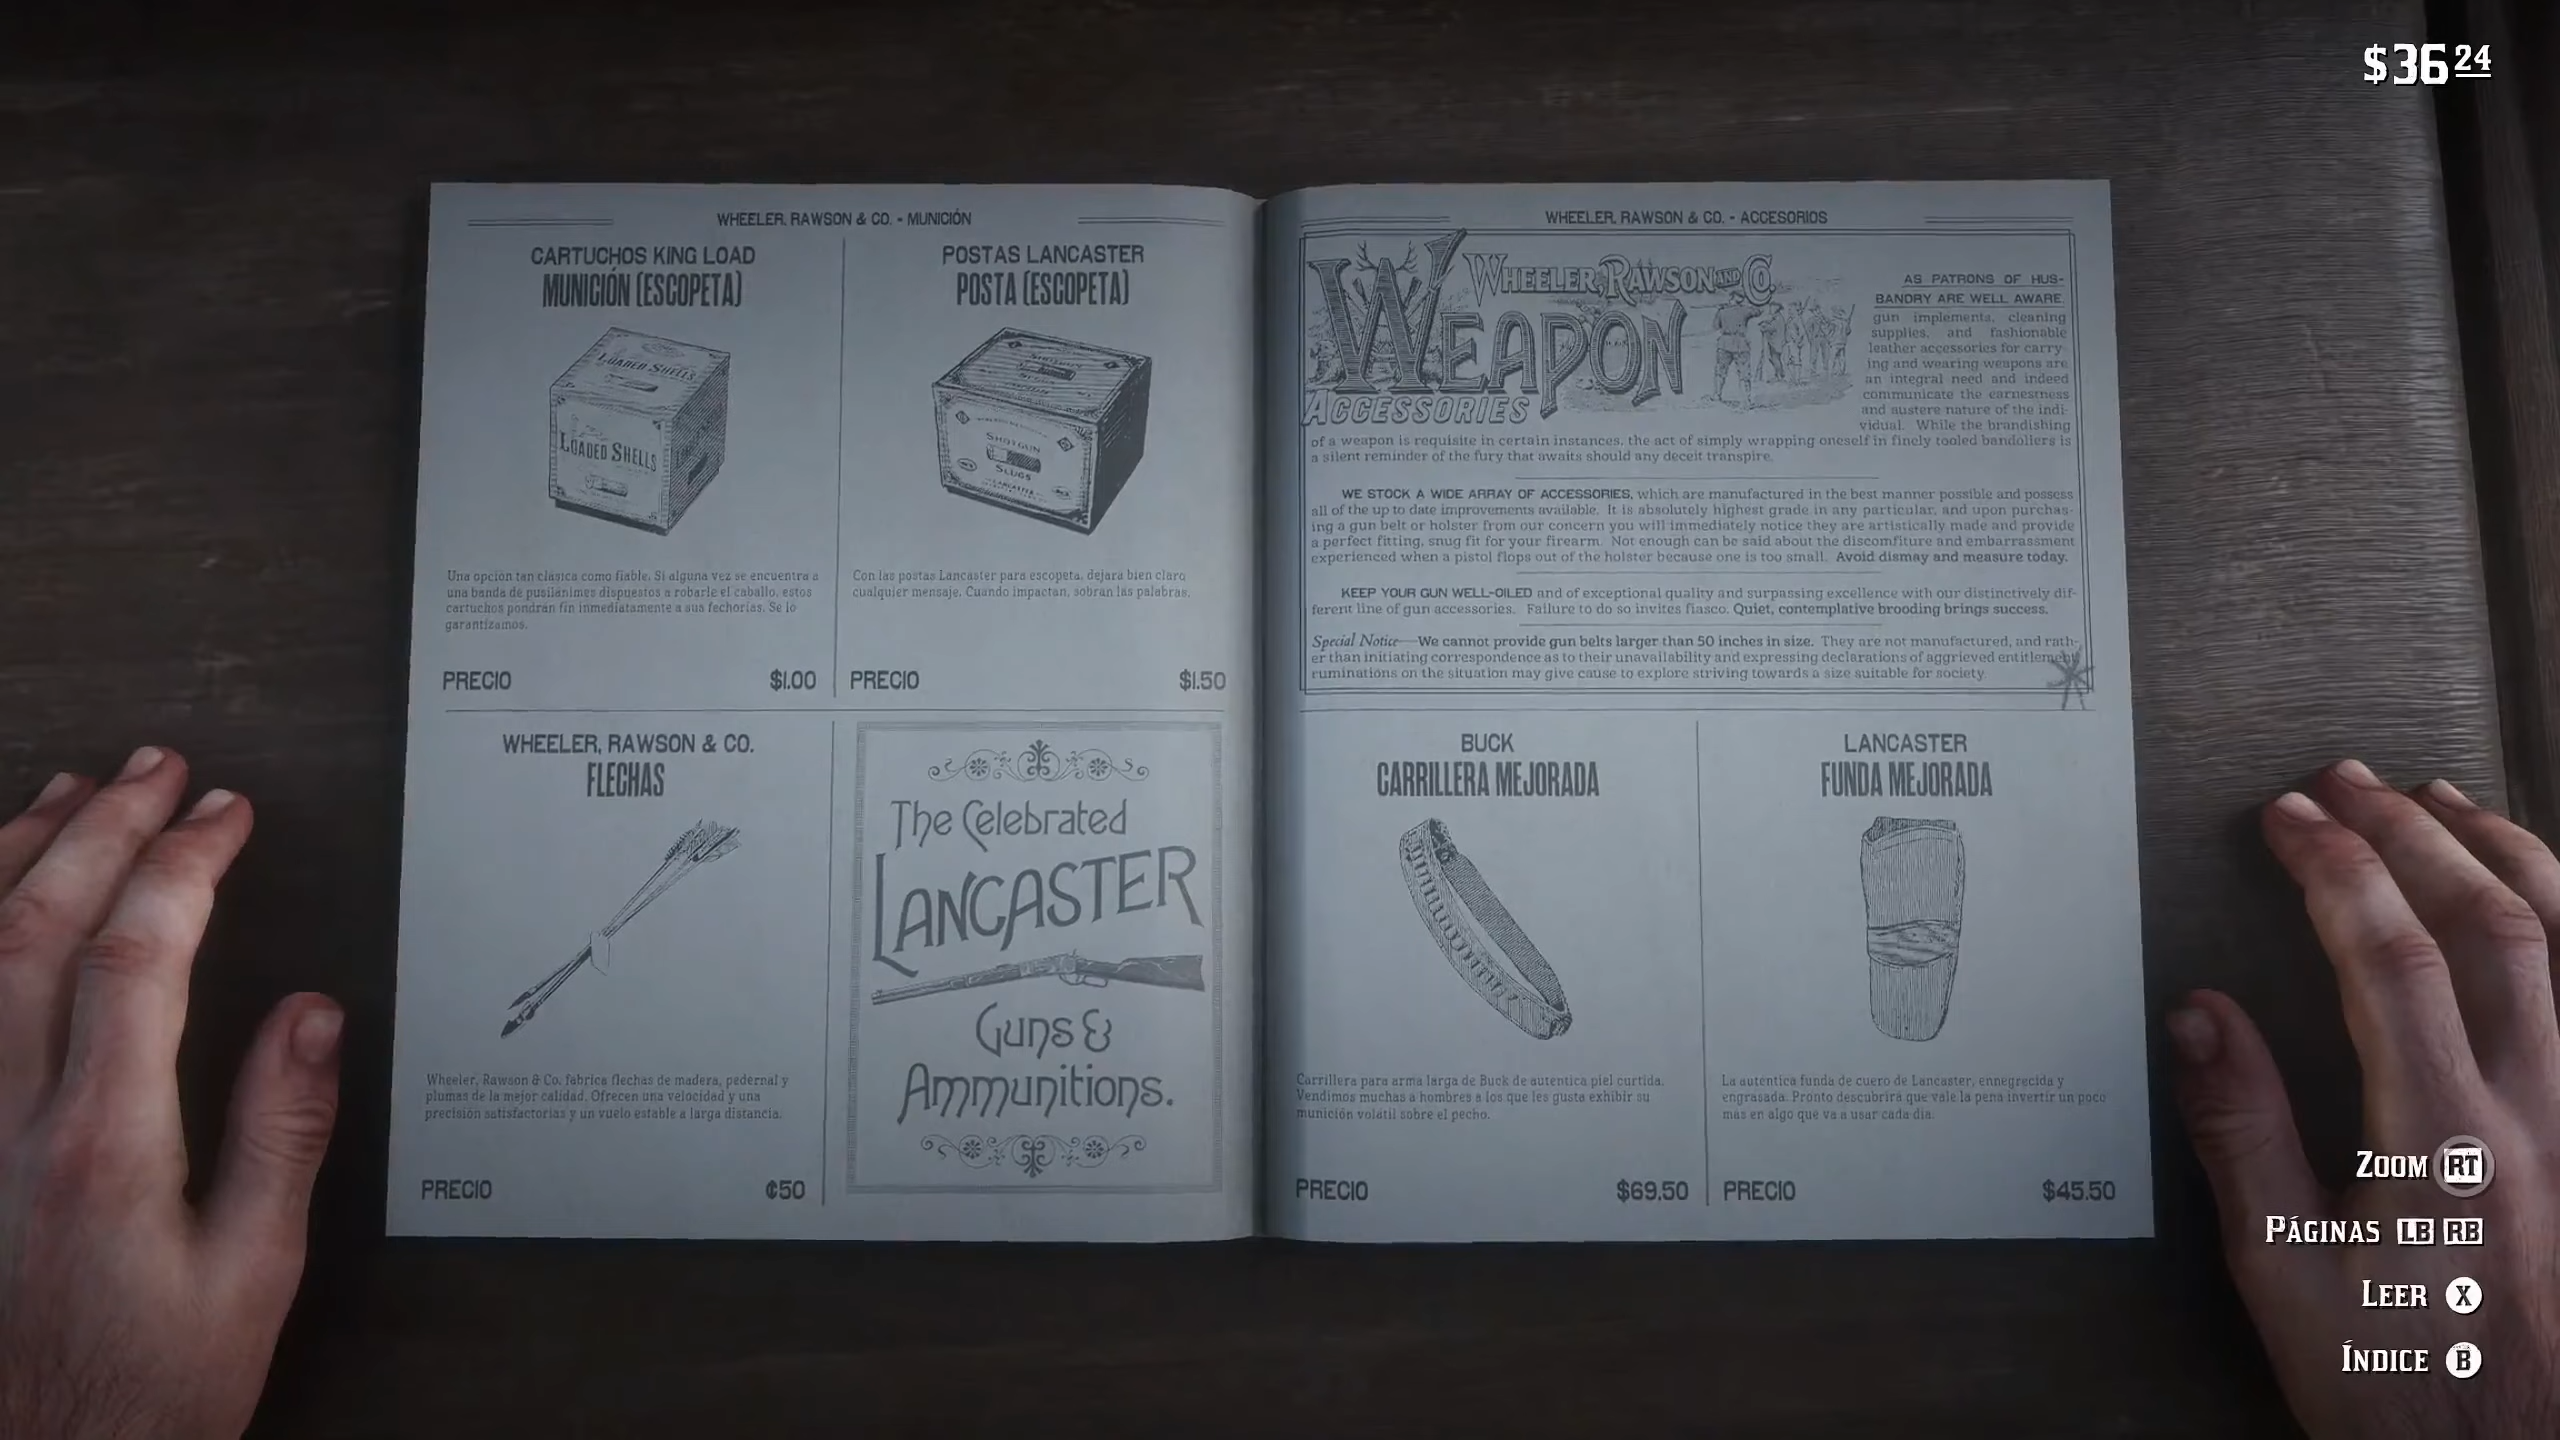 $36 24
WHEELER, RAWSON & CO. - MUNICIÓN
CARTUCHOS KING LOAD
MUNICIÓN (ESCOPETA)
LOADED SHELLS
LOADED SHELLS
Una opción tan clásica como fiable. Si alguna vez se encuentra a
una banda de pusilánimes dispuestos a robarle el caballo, estos
cartuchos pondrán fin inmediatamente a sus fechorías. Se lo
garantizamos.
PRECIO $1.00
POSTAS LANCASTER
POSTA (ESCOPETA)
SHOTGUN
SLUGS
LANCASTER
Con las postas Lancaster para escopeta, dejará bien claro
cualquier mensaje. Cuando impactan, sobran las palabras.
PRECIO $1.50
WHEELER, RAWSON & CO.
FLECHAS
Wheeler, Rawson & Co. fabrica flechas de madera, pedernal y
plumas de la mejor calidad. Ofrecen una velocidad y una
precisión satisfactorias y un vuelo estable a larga distancia.
PRECIO ¢50
The Celebrated
LANCASTER
Guns &
Ammunitions.
WHEELER, RAWSON & CO. - ACCESORIOS
WHEELER, RAWSON AND CO.
WEAPON
ACCESSORIES
AS PATRONS OF HUS-
BANDRY ARE WELL AWARE,
gun implements, cleaning
supplies, and fashionable
leather accessories for carry-
ing and wearing weapons are
an integral need and indeed
communicate the earnestness
and austere nature of the indi-
vidual. While the brandishing
of a weapon is requisite in certain instances, the act of simply wrapping oneself in finely tooled bandoliers is
a silent reminder of the fury that awaits should any deceit transpire.
WE STOCK A WIDE ARRAY OF ACCESSORIES, which are manufactured in the best manner possible and possess
all of the up to date improvements available. It is absolutely highest grade in any particular, and upon purchas-
ing a gun belt or holster from our concern you will immediately notice they are artistically made and provide
a perfect fitting, snug fit for your firearm. Not enough can be said about the discomfiture and embarrassment
experienced when a pistol flops out of the holster because one is too small. Avoid dismay and measure today.
KEEP YOUR GUN WELL-OILED and of exceptional quality and surpassing excellence with our distinctively dif-
ferent line of gun accessories. Failure to do so invites fiasco. Quiet, contemplative brooding brings success.
Special Notice—We cannot provide gun belts larger than 50 inches in size. They are not manufactured, and rath-
er than initiating correspondence as to their unavailability and expressing declarations of aggrieved entitlement
ruminations on the situation may give cause to explore striving towards a size suitable for society.
BUCK
CARRILLERA MEJORADA
Carrillera para arma larga de Buck de auténtica piel curtida.
Vendimos muchas a hombres a los que les gusta exhibir su
munición volátil sobre el pecho.
PRECIO $69.50
LANCASTER
FUNDA MEJORADA
La auténtica funda de cuero de Lancaster, ennegrecida y
engrasada. Pronto descubrirá que vale la pena invertir un poco
más en algo que va a usar cada día.
PRECIO $45.50
ZOOM RT
PÁGINAS LB RB
LEER X
ÍNDICE B